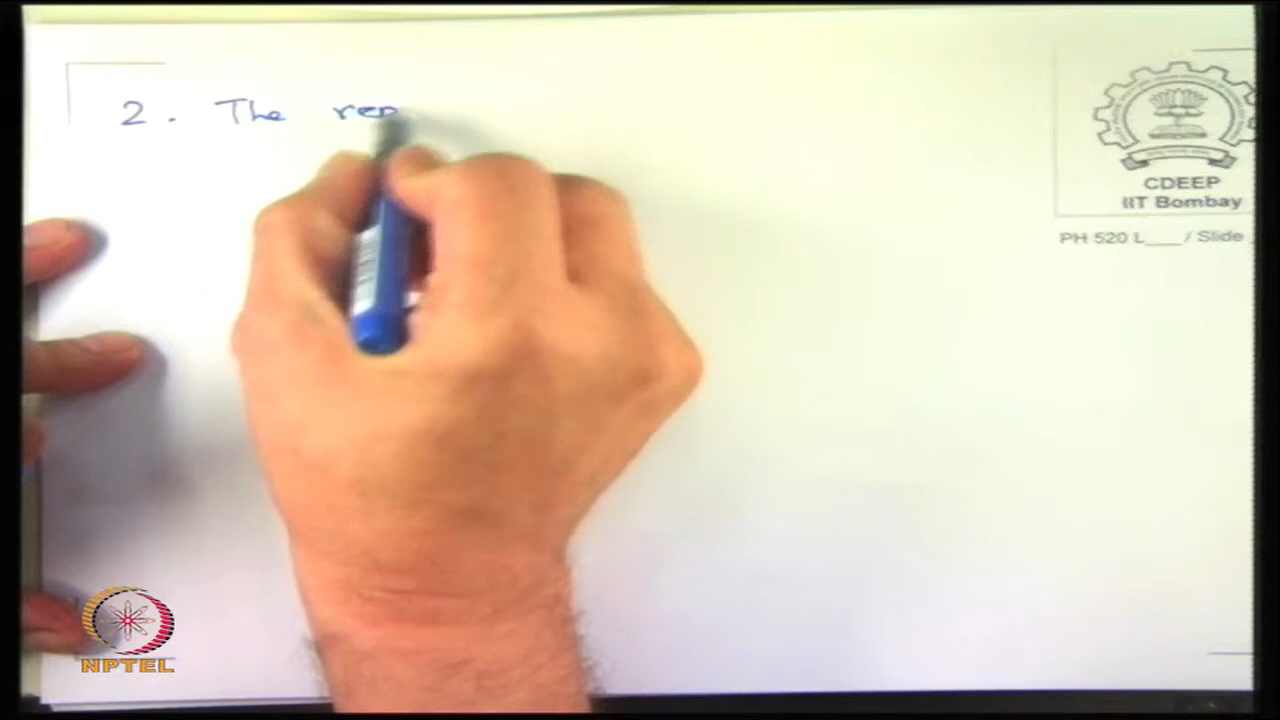 2. The rep
CDEEP
IIT Bombay
PH 520 L___ / Slide
NPTEL